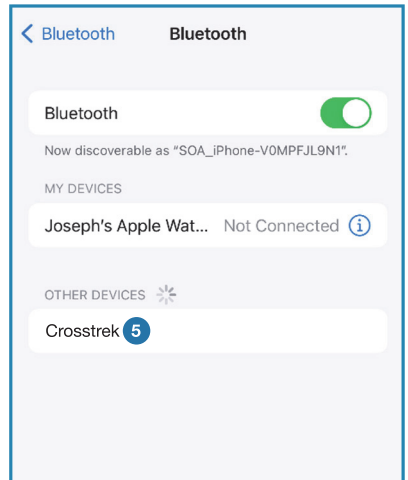 Bluetooth Bluetooth
Bluetooth
Now discoverable as “SOA_iPhone-V0MPFJL9N1”.
MY DEVICES
Joseph’s Apple Wat... Not Connected
OTHER DEVICES
Crosstrek 5